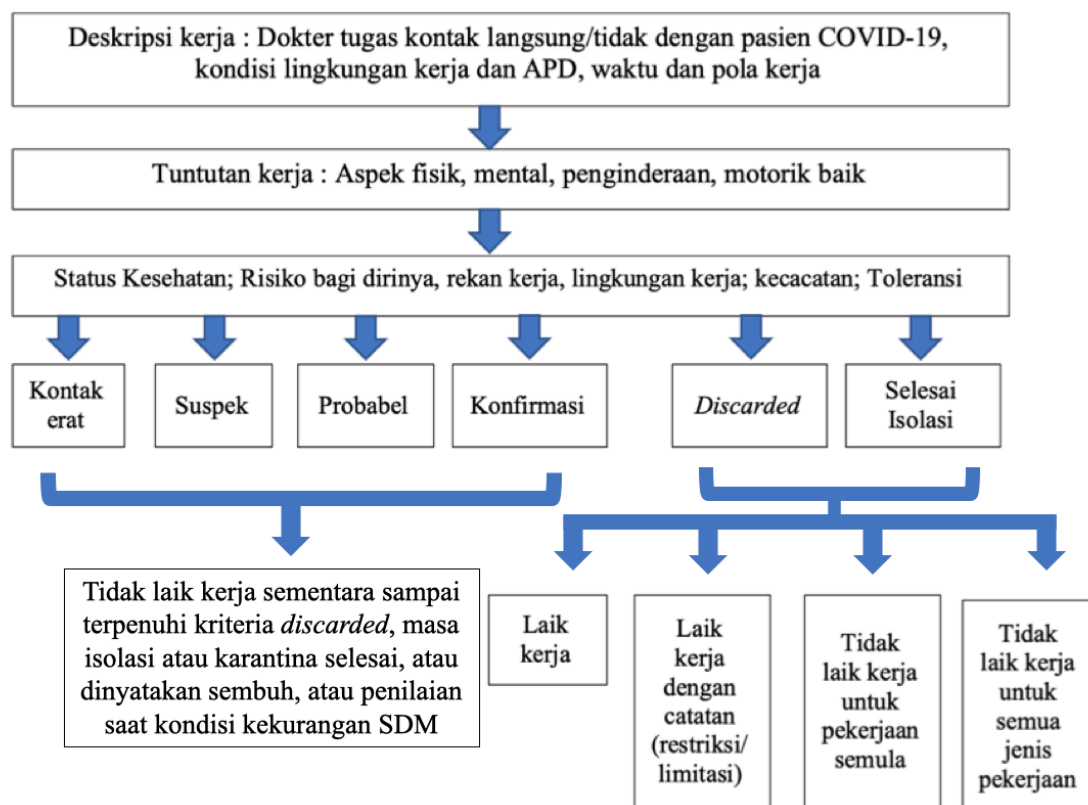 Deskripsi kerja : Dokter tugas kontak langsung/tidak dengan pasien COVID-19,
kondisi lingkungan kerja dan APD, waktu dan pola kerja
Tuntutan kerja : Aspek fisik, mental, penginderaan, motorik baik
Status Kesehatan; Risiko bagi dirinya, rekan kerja, lingkungan kerja; kecacatan; Toleransi
Kontak
erat
Suspek
Probabel
Konfirmasi
Discarded
Selesai
Isolasi
Tidak laik kerja sementara sampai
terpenuhi kriteria discarded, masa
isolasi atau karantina selesai, atau
dinyatakan sembuh, atau penilaian
saat kondisi kekurangan SDM
Laik
kerja
Laik
kerja
dengan
catatan
(restriksi/
limitasi)
Tidak
laik kerja
untuk
pekerjaan
semula
Tidak
laik kerja
untuk
semua
jenis
pekerjaan